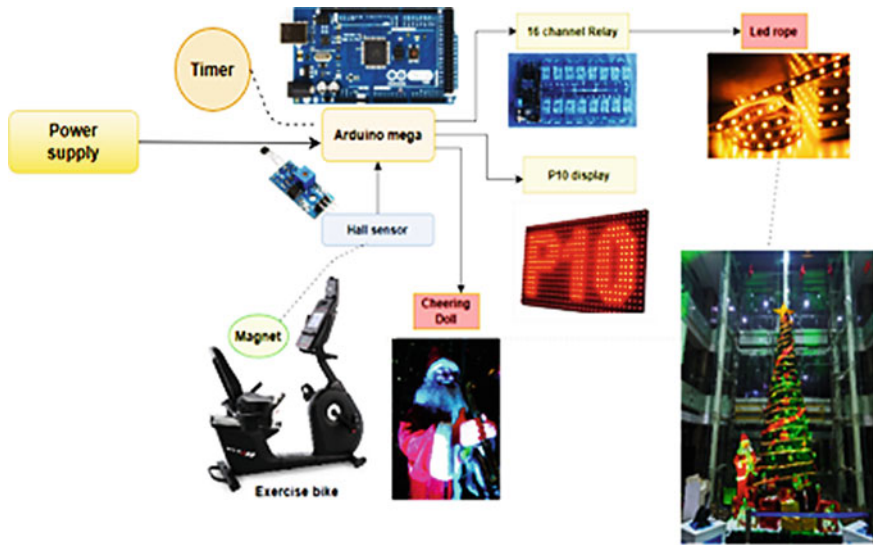 16 channel Relay
Led rope
Timer
Power
supply
Arduino mega
P10 display
Hall sensor
P10
Cheering
Doll
Magnet
Exercise bike